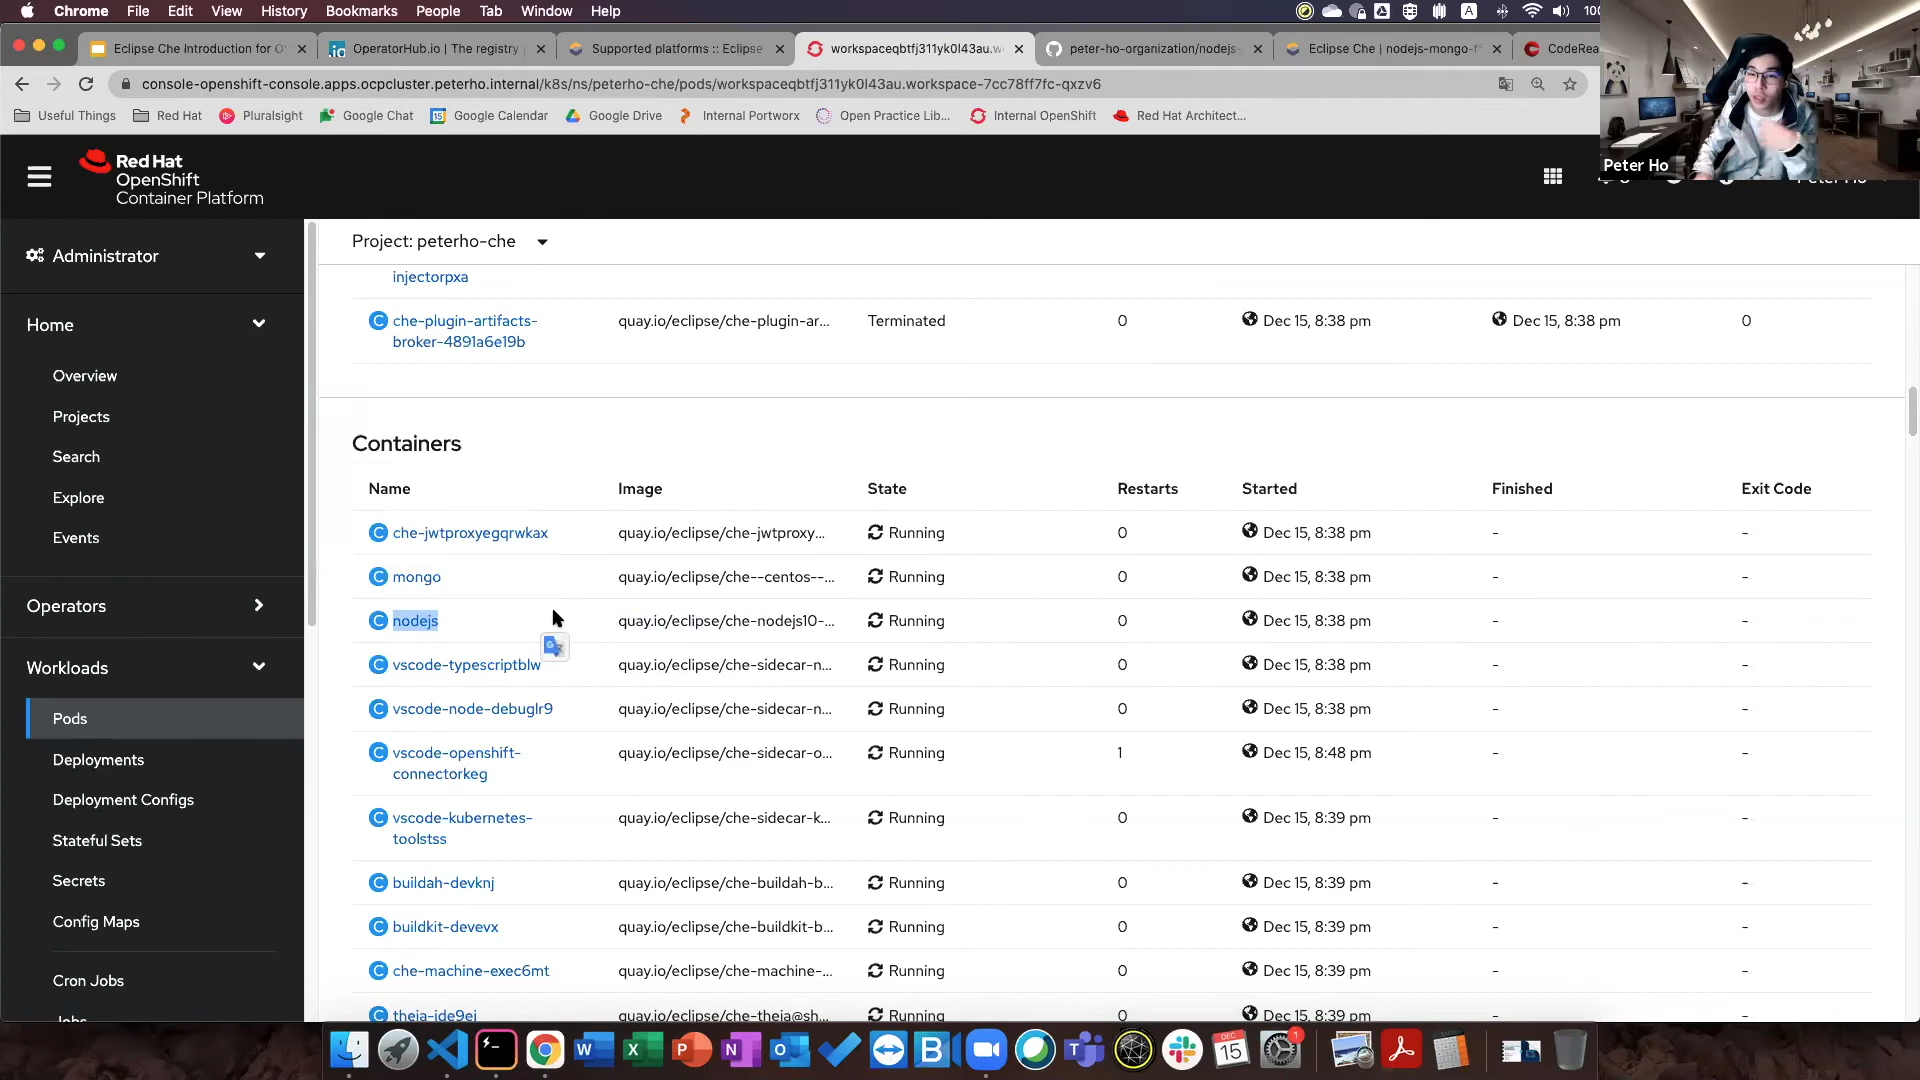 Chrome File Edit View History Bookmarks People Tab Window Help
Eclipse Che Introduction for O
OperatorHub.io | The registry
Supported platforms :: Eclipse
workspaceqbtfj311yk0l43au.w
peter-ho-organization/nodejs-
Eclipse Che | nodejs-mongo-f
CodeRea
console-openshift-console.apps.ocpcluster.peterho.internal/k8s/ns/peterho-che/pods/workspaceqbtfj311yk0l43au.workspace-7cc78ff7fc-qxzv6
Useful Things Red Hat Pluralsight Google Chat Google Calendar Google Drive Internal Portworx Open Practice Lib... Internal OpenShift Red Hat Architect...
Peter Ho
Red Hat
OpenShift
Container Platform
Administrator
Home
Overview
Projects
Search
Explore
Events
Operators
Workloads
Pods
Deployments
Deployment Configs
Stateful Sets
Secrets
Config Maps
Cron Jobs
Jobs
Project: peterho-che
injectorpxa
che-plugin-artifacts- quay.io/eclipse/che-plugin-ar... Terminated 0 Dec 15, 8:38 pm Dec 15, 8:38 pm 0
broker-4891a6e19b
Containers
Name Image State Restarts Started Finished Exit Code
che-jwtproxyegqrwkax quay.io/eclipse/che-jwtproxy... Running 0 Dec 15, 8:38 pm - -
mongo quay.io/eclipse/che--centos--... Running 0 Dec 15, 8:38 pm - -
nodejs quay.io/eclipse/che-nodejs10-... Running 0 Dec 15, 8:38 pm - -
vscode-typescriptblw quay.io/eclipse/che-sidecar-n... Running 0 Dec 15, 8:38 pm - -
vscode-node-debuglr9 quay.io/eclipse/che-sidecar-n... Running 0 Dec 15, 8:38 pm - -
vscode-openshift- quay.io/eclipse/che-sidecar-o... Running 1 Dec 15, 8:48 pm - -
connectorkeg
vscode-kubernetes- quay.io/eclipse/che-sidecar-k... Running 0 Dec 15, 8:39 pm - -
toolstss
buildah-devknj quay.io/eclipse/che-buildah-b... Running 0 Dec 15, 8:39 pm - -
buildkit-devevx quay.io/eclipse/che-buildkit-b... Running 0 Dec 15, 8:39 pm - -
che-machine-exec6mt quay.io/eclipse/che-machine-... Running 0 Dec 15, 8:39 pm - -
theia-ide9ej quay.io/eclipse/che-theia@sh... Running 0 Dec 15, 8:39 pm - -
DEC
15